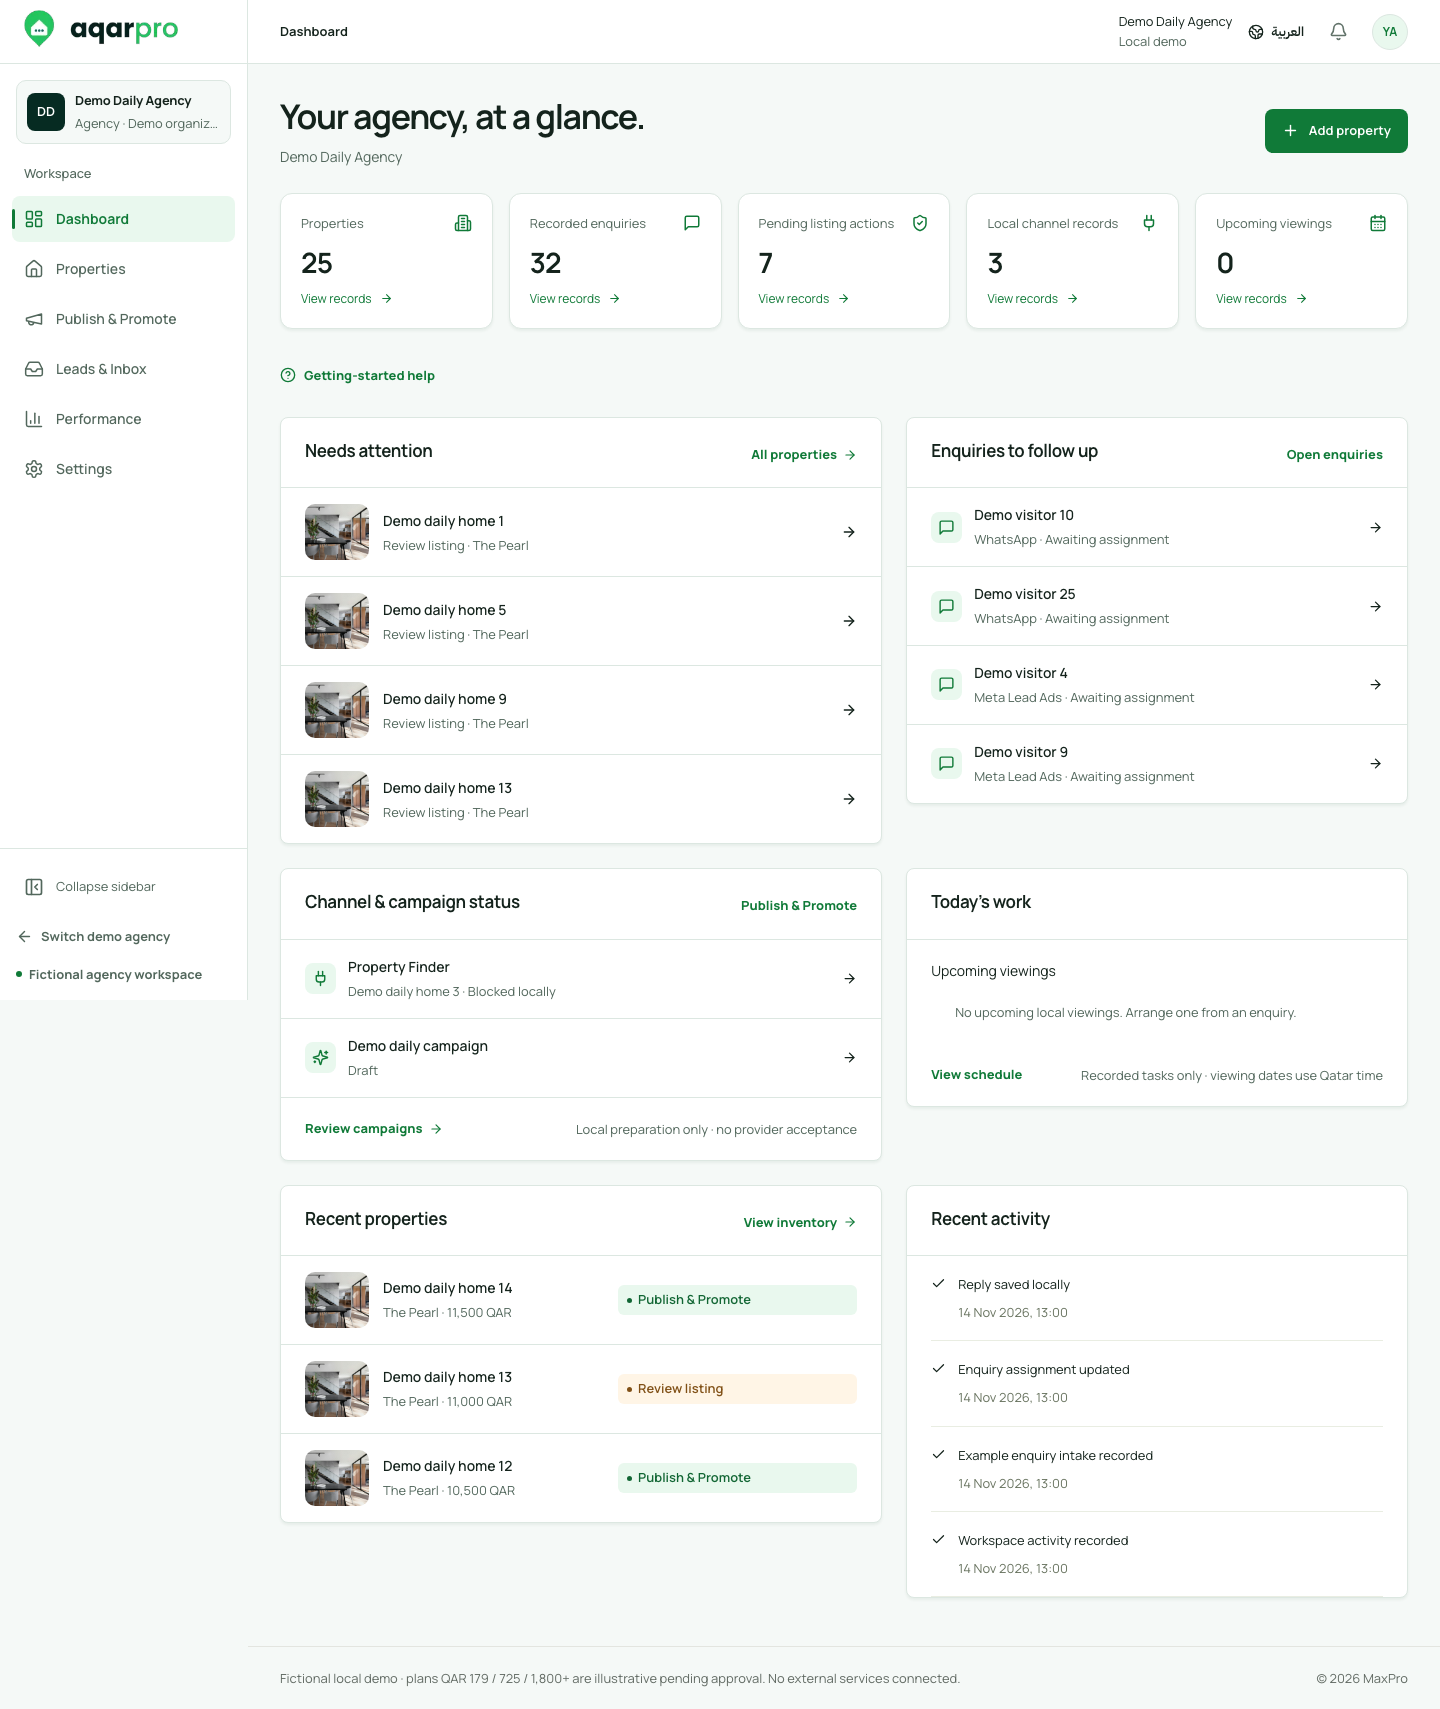 aqarpro
Dashboard
Demo Daily Agency
Local demo
العربية
YA
DD
Demo Daily Agency
Agency · Demo organiz...
Workspace
Dashboard
Properties
Publish & Promote
Leads & Inbox
Performance
Settings
Collapse sidebar
Switch demo agency
Fictional agency workspace
Your agency, at a glance.
Demo Daily Agency
Add property
Properties
25
View records
Recorded enquiries
32
View records
Pending listing actions
7
View records
Local channel records
3
View records
Upcoming viewings
0
View records
Getting-started help
Needs attention
All properties
Demo daily home 1
Review listing · The Pearl
Demo daily home 5
Review listing · The Pearl
Demo daily home 9
Review listing · The Pearl
Demo daily home 13
Review listing · The Pearl
Enquiries to follow up
Open enquiries
Demo visitor 10
WhatsApp · Awaiting assignment
Demo visitor 25
WhatsApp · Awaiting assignment
Demo visitor 4
Meta Lead Ads · Awaiting assignment
Demo visitor 9
Meta Lead Ads · Awaiting assignment
Channel & campaign status
Publish & Promote
Property Finder
Demo daily home 3 · Blocked locally
Demo daily campaign
Draft
Review campaigns
Local preparation only · no provider acceptance
Today's work
Upcoming viewings
No upcoming local viewings. Arrange one from an enquiry.
View schedule
Recorded tasks only · viewing dates use Qatar time
Recent properties
View inventory
Demo daily home 14
The Pearl · 11,500 QAR
Publish & Promote
Demo daily home 13
The Pearl · 11,000 QAR
Review listing
Demo daily home 12
The Pearl · 10,500 QAR
Publish & Promote
Recent activity
Reply saved locally
14 Nov 2026, 13:00
Enquiry assignment updated
14 Nov 2026, 13:00
Example enquiry intake recorded
14 Nov 2026, 13:00
Workspace activity recorded
14 Nov 2026, 13:00
Fictional local demo · plans QAR 179 / 725 / 1,800+ are illustrative pending approval. No external services connected.
© 2026 MaxPro